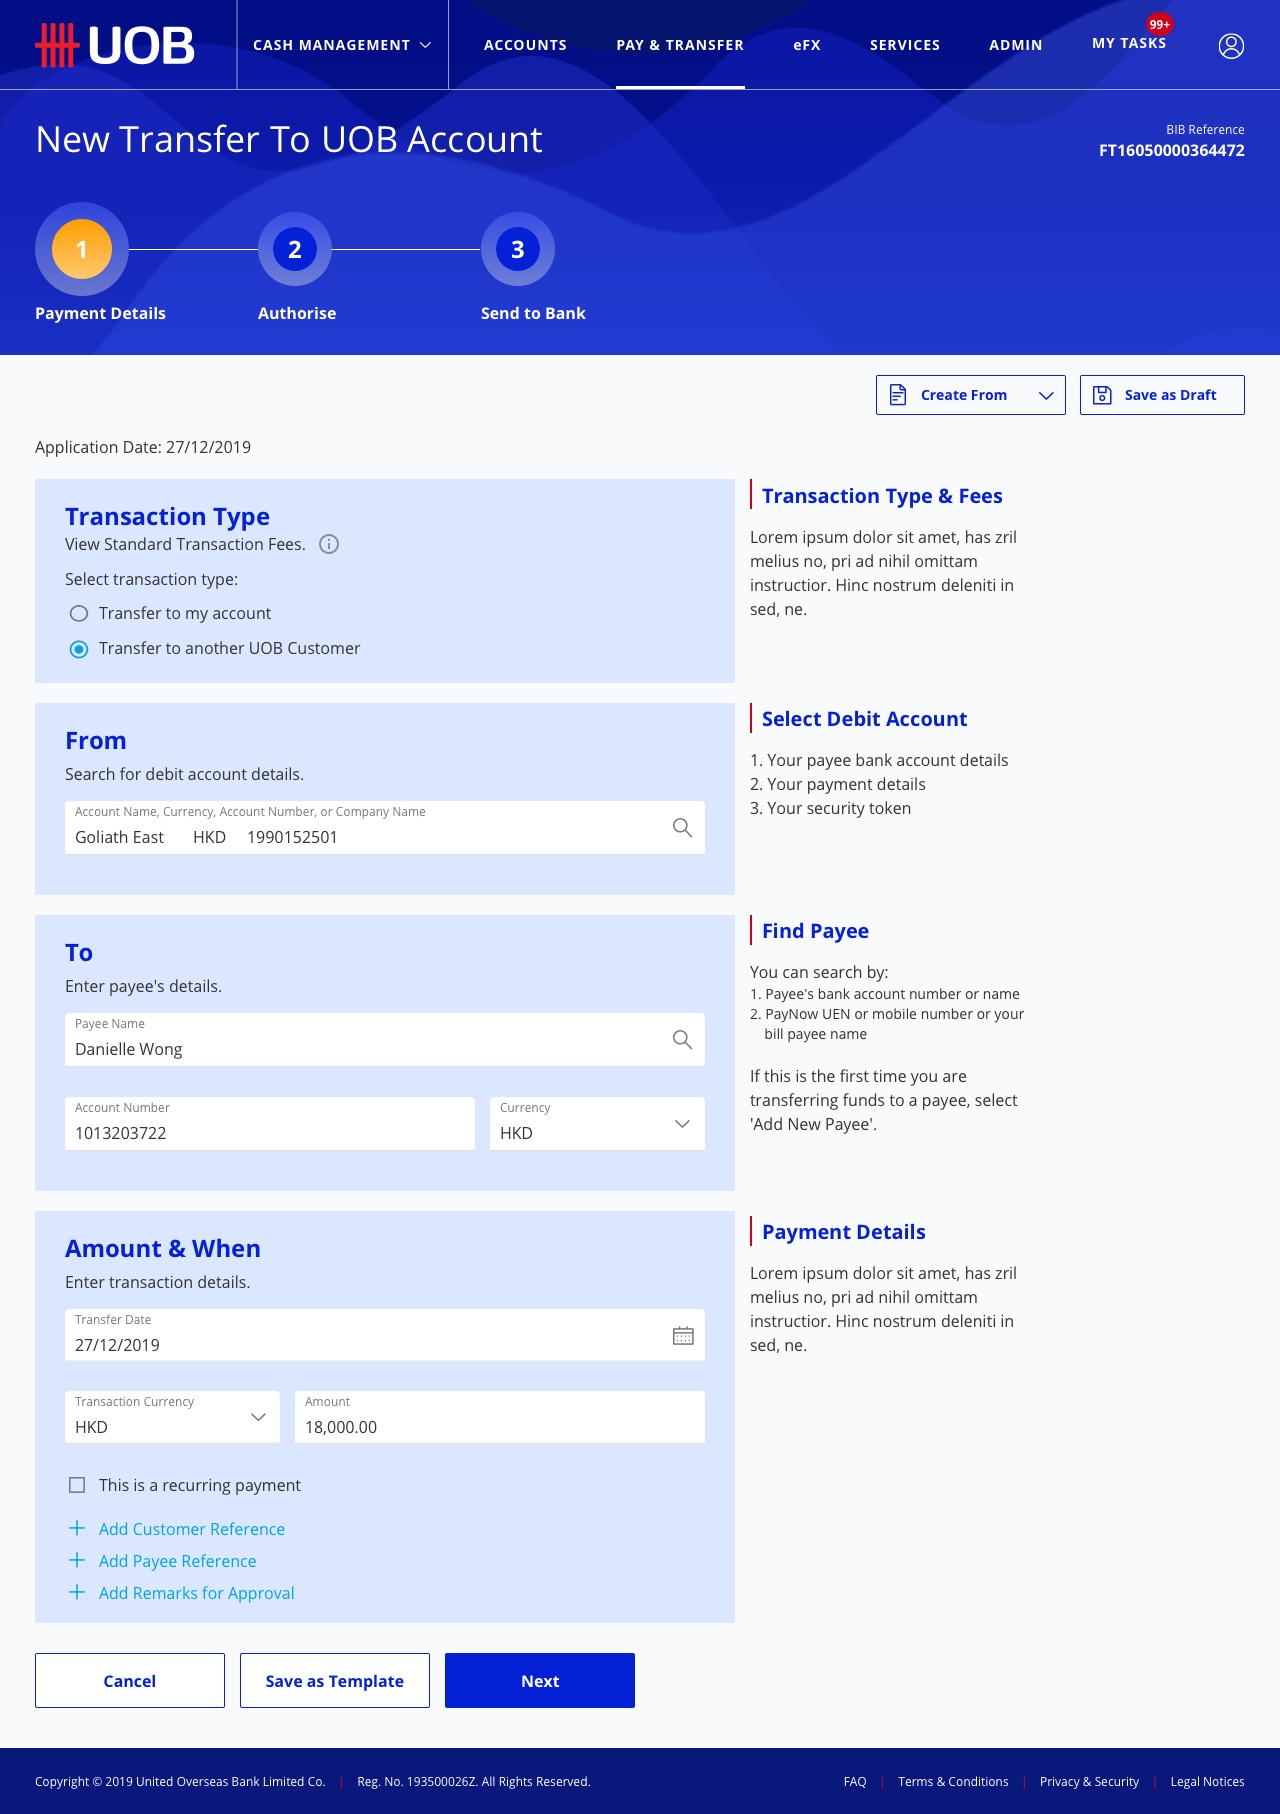 UOB
CASH MANAGEMENT
ACCOUNTS
PAY & TRANSFER
eFX
SERVICES
ADMIN
MY TASKS
99+
New Transfer To UOB Account
BIB Reference
FT16050000364472
1
2
3
Payment Details
Authorise
Send to Bank
Create From
Save as Draft
Application Date: 27/12/2019
Transaction Type
View Standard Transaction Fees.
Select transaction type:
Transfer to my account
Transfer to another UOB Customer
Transaction Type & Fees
Lorem ipsum dolor sit amet, has zril
melius no, pri ad nihil omittam
instructior. Hinc nostrum deleniti in
sed, ne.
From
Search for debit account details.
Account Name, Currency, Account Number, or Company Name
Goliath East HKD 1990152501
Select Debit Account
1. Your payee bank account details
2. Your payment details
3. Your security token
To
Enter payee's details.
Payee Name
Danielle Wong
Account Number
1013203722
Currency
HKD
Find Payee
You can search by:
1. Payee's bank account number or name
2. PayNow UEN or mobile number or your
bill payee name
If this is the first time you are
transferring funds to a payee, select
'Add New Payee'.
Amount & When
Enter transaction details.
Transfer Date
27/12/2019
Transaction Currency
HKD
Amount
18,000.00
This is a recurring payment
Add Customer Reference
Add Payee Reference
Add Remarks for Approval
Payment Details
Lorem ipsum dolor sit amet, has zril
melius no, pri ad nihil omittam
instructior. Hinc nostrum deleniti in
sed, ne.
Cancel
Save as Template
Next
Copyright © 2019 United Overseas Bank Limited Co. | Reg. No. 193500026Z. All Rights Reserved.
FAQ | Terms & Conditions | Privacy & Security | Legal Notices